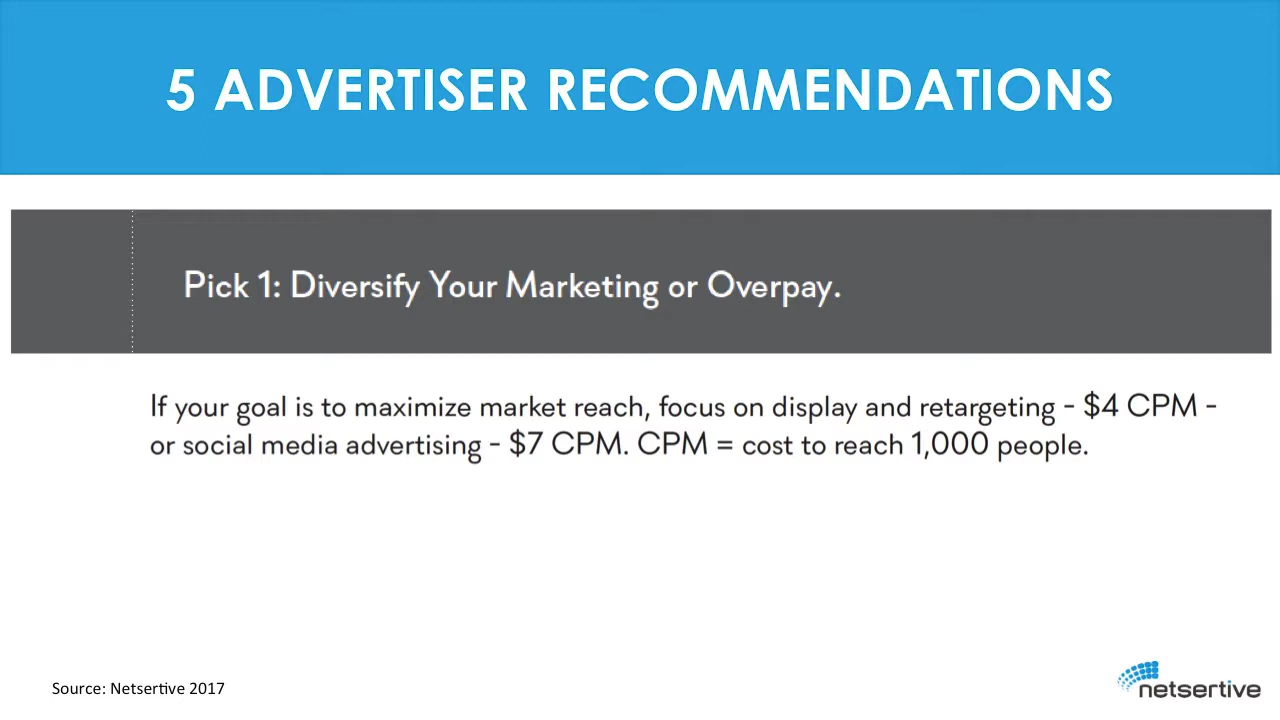 5 ADVERTISER RECOMMENDATIONS
Pick 1: Diversify Your Marketing or Overpay.
If your goal is to maximize market reach, focus on display and retargeting - $4 CPM -
or social media advertising - $7 CPM. CPM = cost to reach 1,000 people.
Source: Netsertive 2017
netsertive